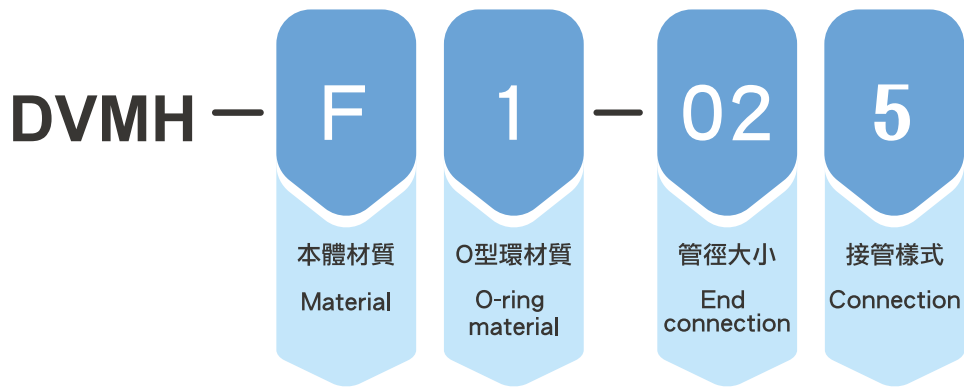 DVMH — F 1 — 02 5
本體材質
Material
O型環材質
O-ring
material
管徑大小
End
connection
接管樣式
Connection